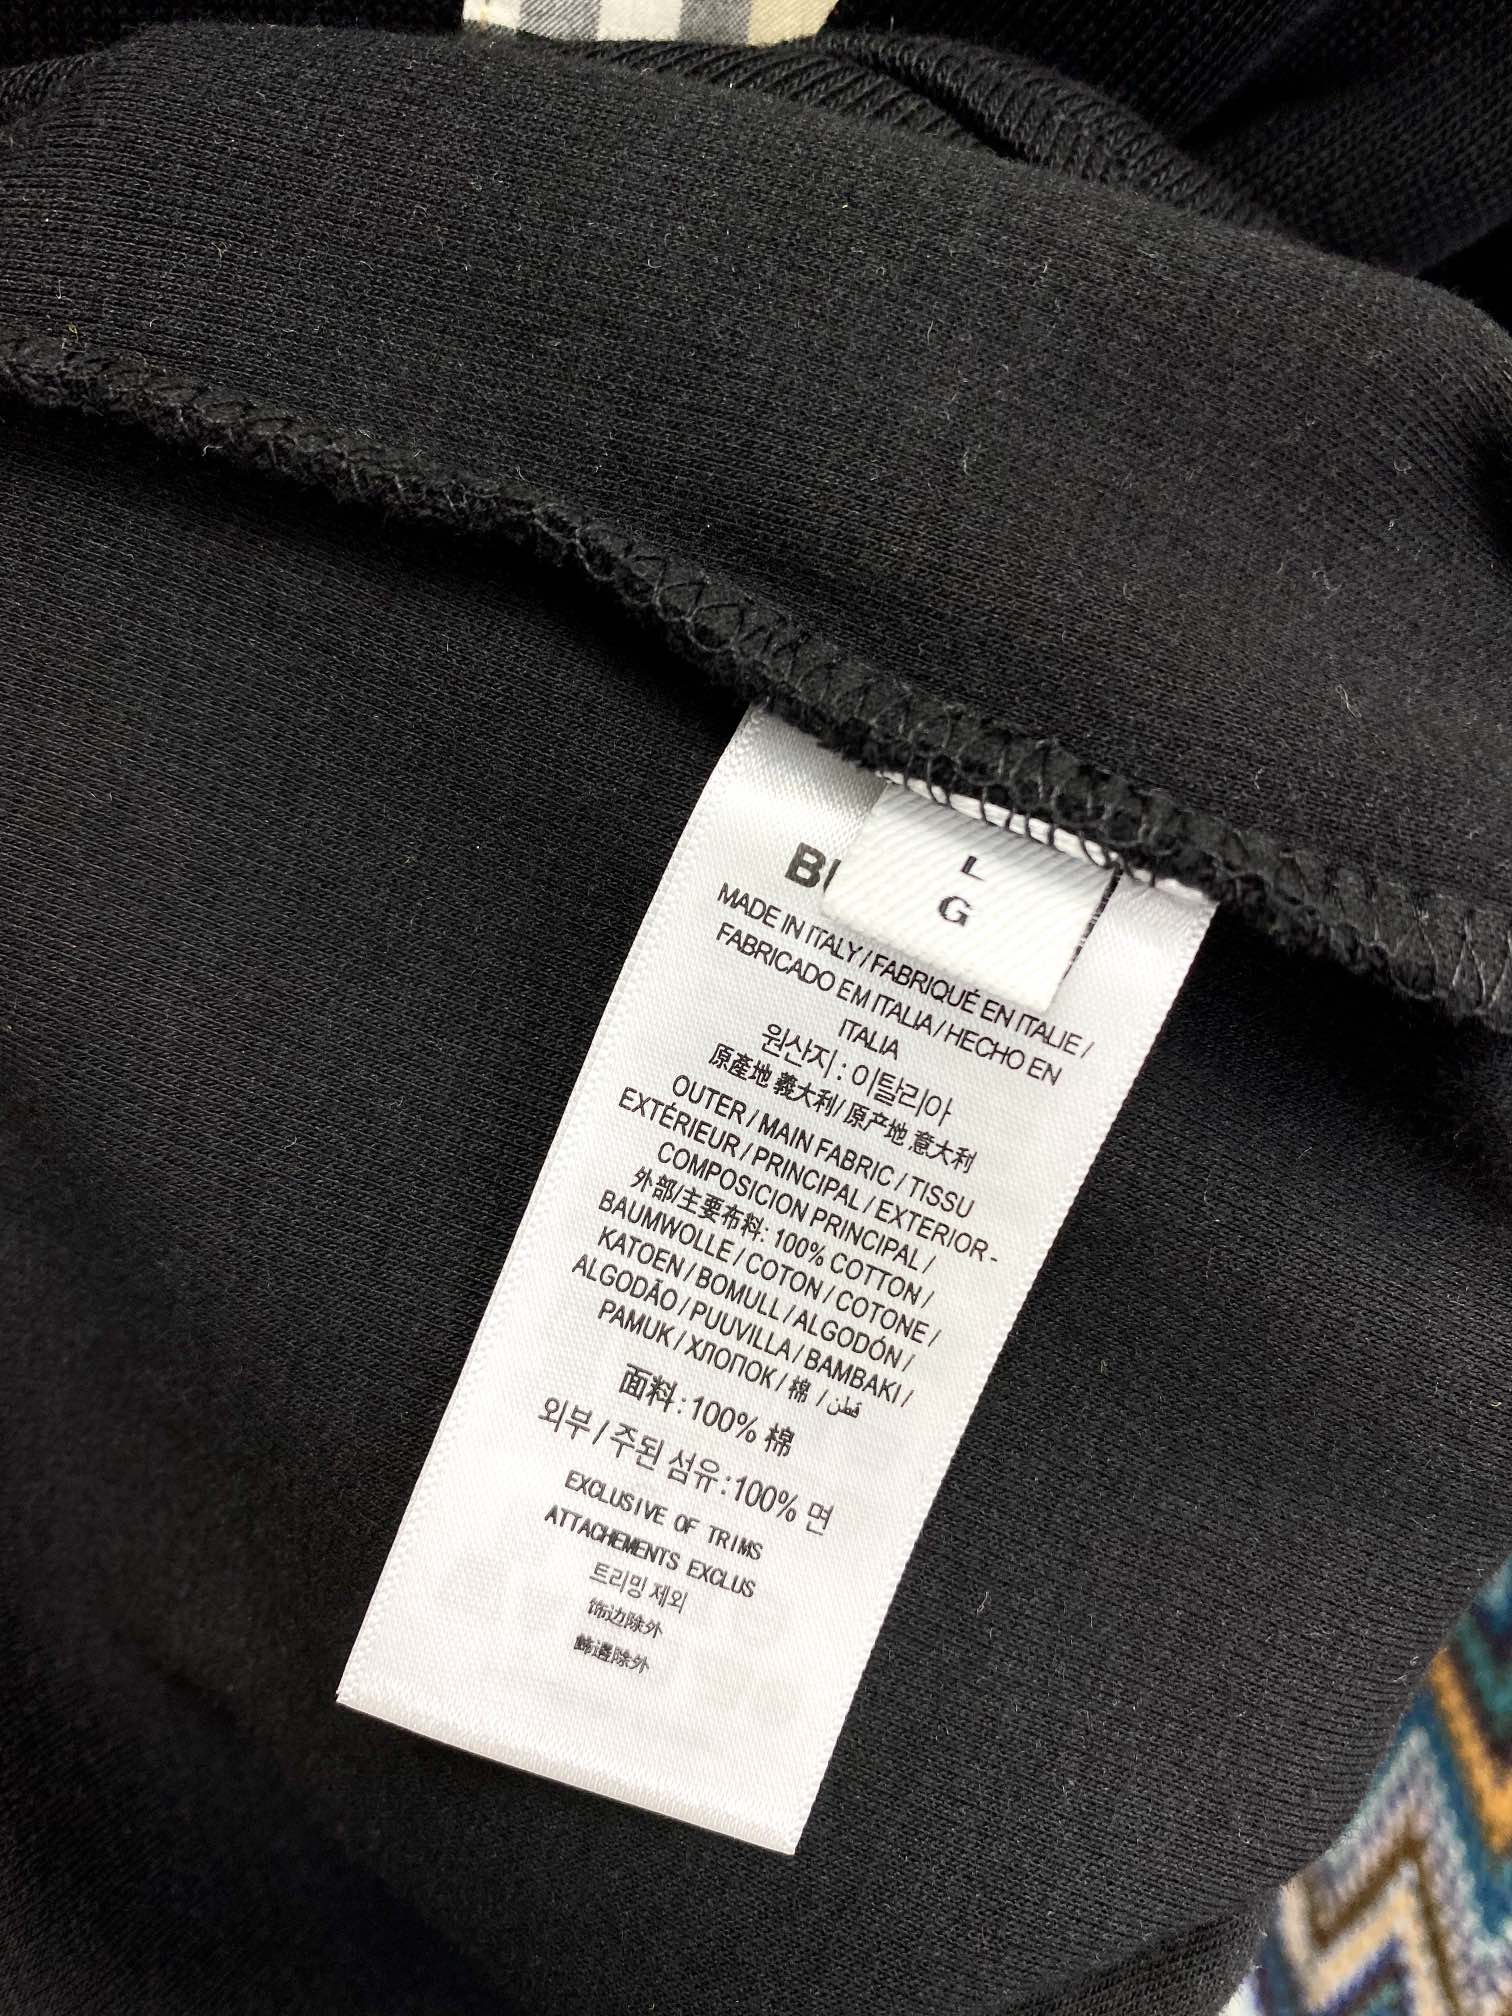 L
G
MADE IN ITALY / FABRIQUÉ EN ITALIE /
FABRICADO EM ITALIA / HECHO EN
ITALIA
원산지 : 이탈리아
原產地 義大利/ 原产地 意大利
OUTER / MAIN FABRIC / TISSU
EXTÉRIEUR / PRINCIPAL / EXTERIOR -
COMPOSICION PRINCIPAL /
外部/主要布料: 100% COTTON /
BAUMWOLLE / COTON / COTONE /
KATOEN / BOMULL / ALGODÓN /
ALGODÃO / PUUVILLA / BAMBAKI /
PAMUK / ХЛОПОК / 棉 / قطن
面料 : 100% 棉
외부 / 주된 섬유 : 100% 면
EXCLUSIVE OF TRIMS
ATTACHEMENTS EXCLUS
트리밍 제외
饰边除外
飾邊除外